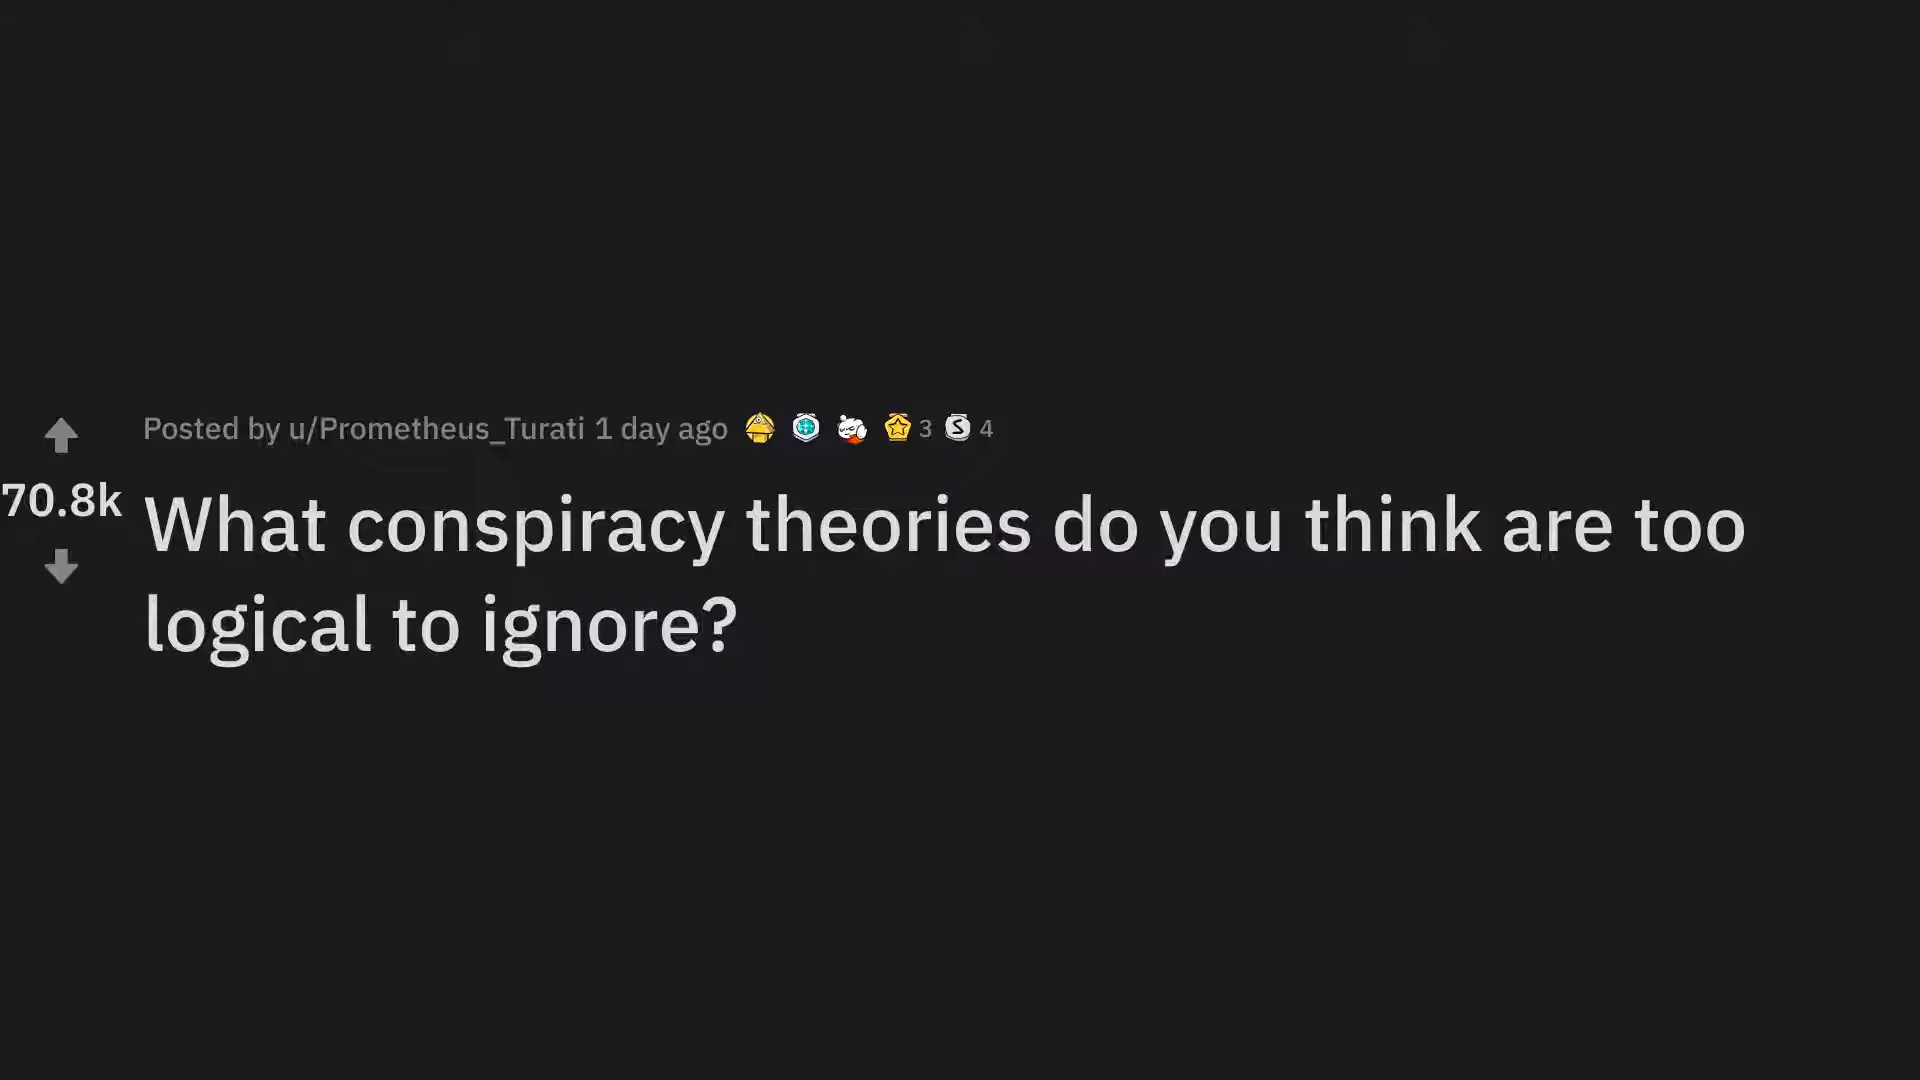 Posted by u/Prometheus_Turati 1 day ago 3 4
70.8k
What conspiracy theories do you think are too
logical to ignore?